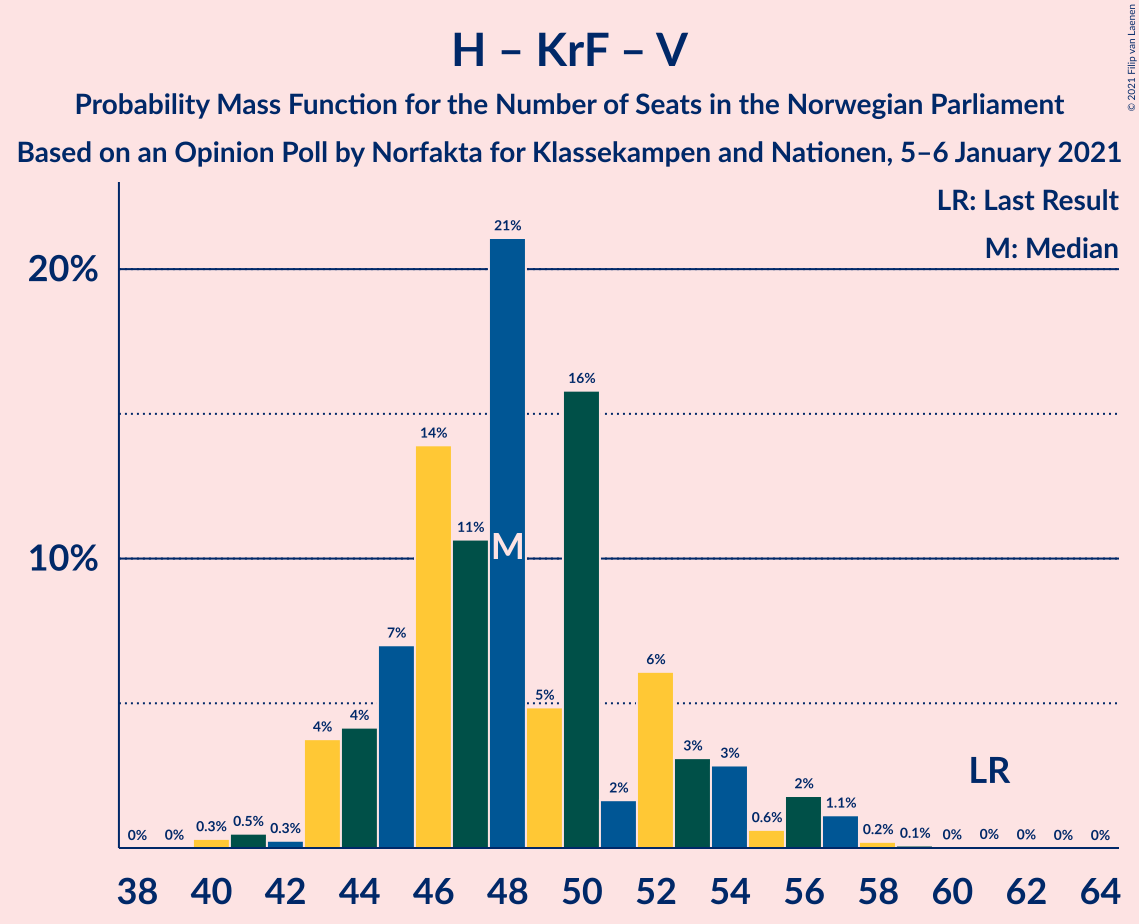 H – KrF – V
Probability Mass Function for the Number of Seats in the Norwegian Parliament
Based on an Opinion Poll by Norfakta for Klassekampen and Nationen, 5–6 January 2021
© 2021 Filip van Laenen
LR: Last Result
M: Median
20%
10%
0% 0% 0.3% 0.5% 0.3% 4% 4% 7% 14% 11% 21% 5% 16% 2% 6% 3% 3% 0.6% 2% 1.1% 0.2% 0.1% 0% 0% 0% 0% 0%
M
LR
38 40 42 44 46 48 50 52 54 56 58 60 62 64